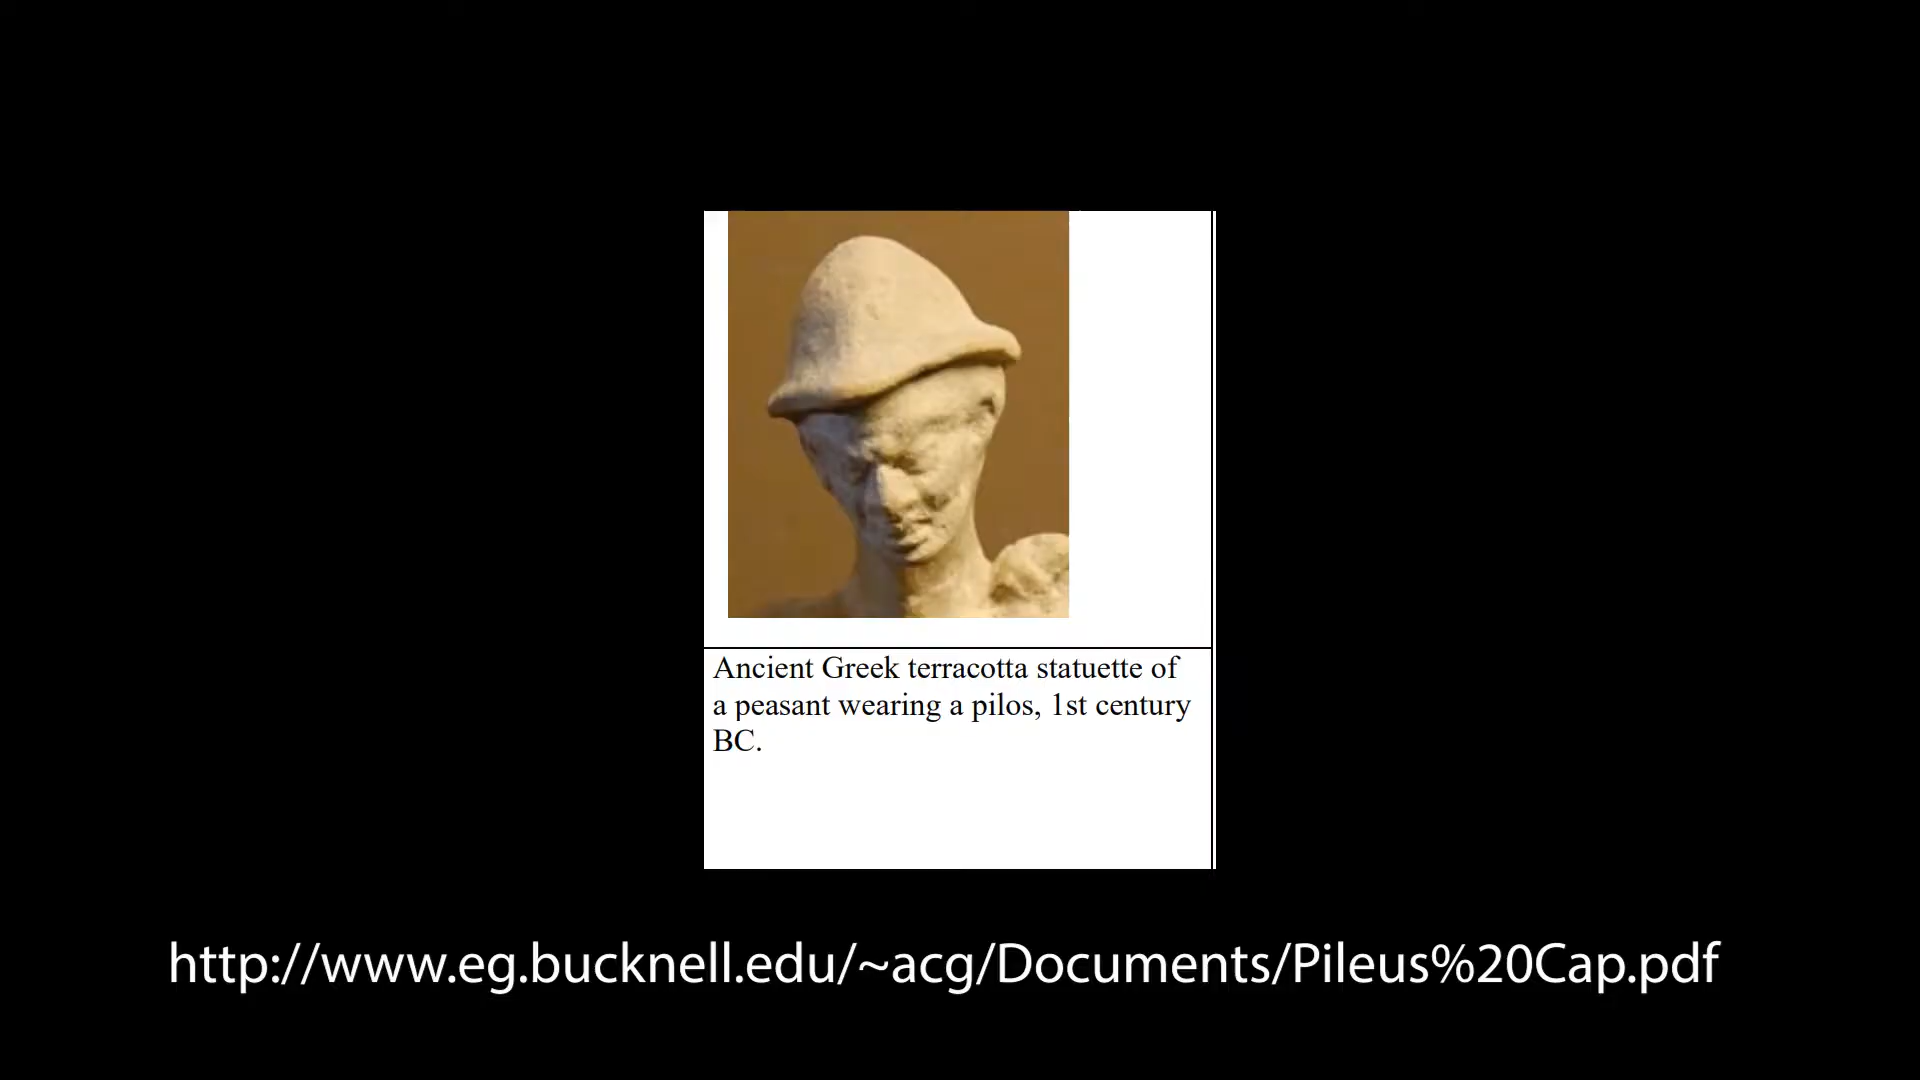 Ancient Greek terracotta statuette of
a peasant wearing a pilos, 1st century
BC.
http://www.eg.bucknell.edu/~acg/Documents/Pileus%20Cap.pdf